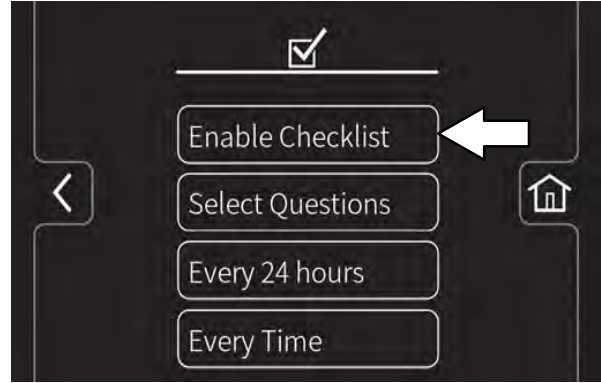 Enable Checklist
Select Questions
Every 24 hours
Every Time